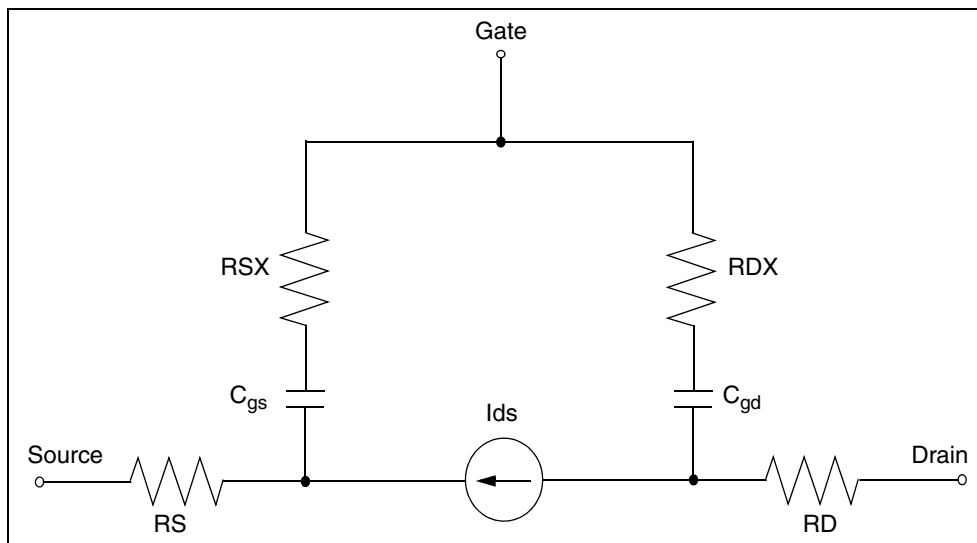 Gate
RSX
RDX
Cgs
Cgd
Ids
Source
Drain
RS
RD